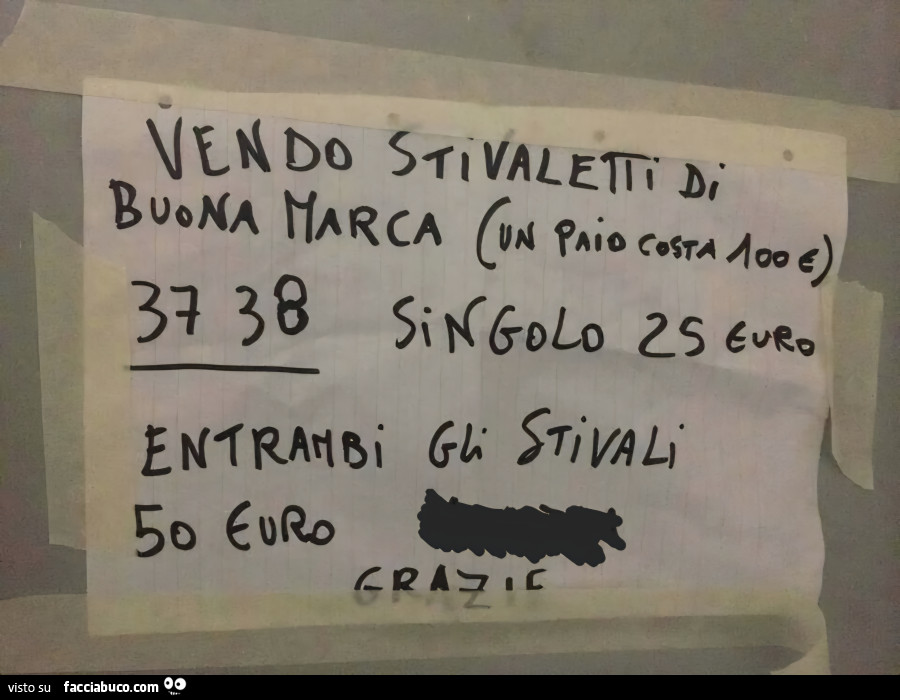 VENDO STiVALETTi Di
BUONA MARCA (UN PAIO COSTA 100 €)
37 38 SiNGOLO 25 EURO
ENTRAMBi GLi STiVALi
50 EURO
GRAZIE
visto su facciabuco.com